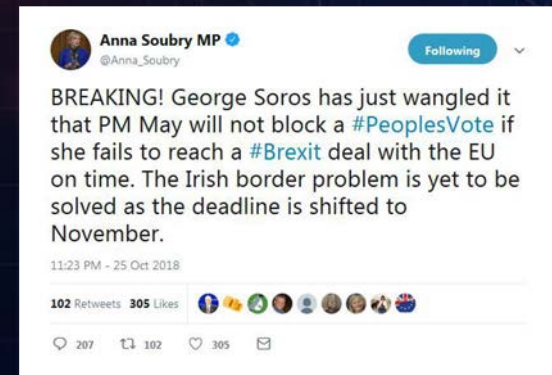 Anna Soubry MP
@Anna_Soubry
Following
BREAKING! George Soros has just wangled it
that PM May will not block a #PeoplesVote if
she fails to reach a #Brexit deal with the EU
on time. The Irish border problem is yet to be
solved as the deadline is shifted to
November.
11:23 PM - 25 Oct 2018
102 Retweets 305 Likes
207 102 305